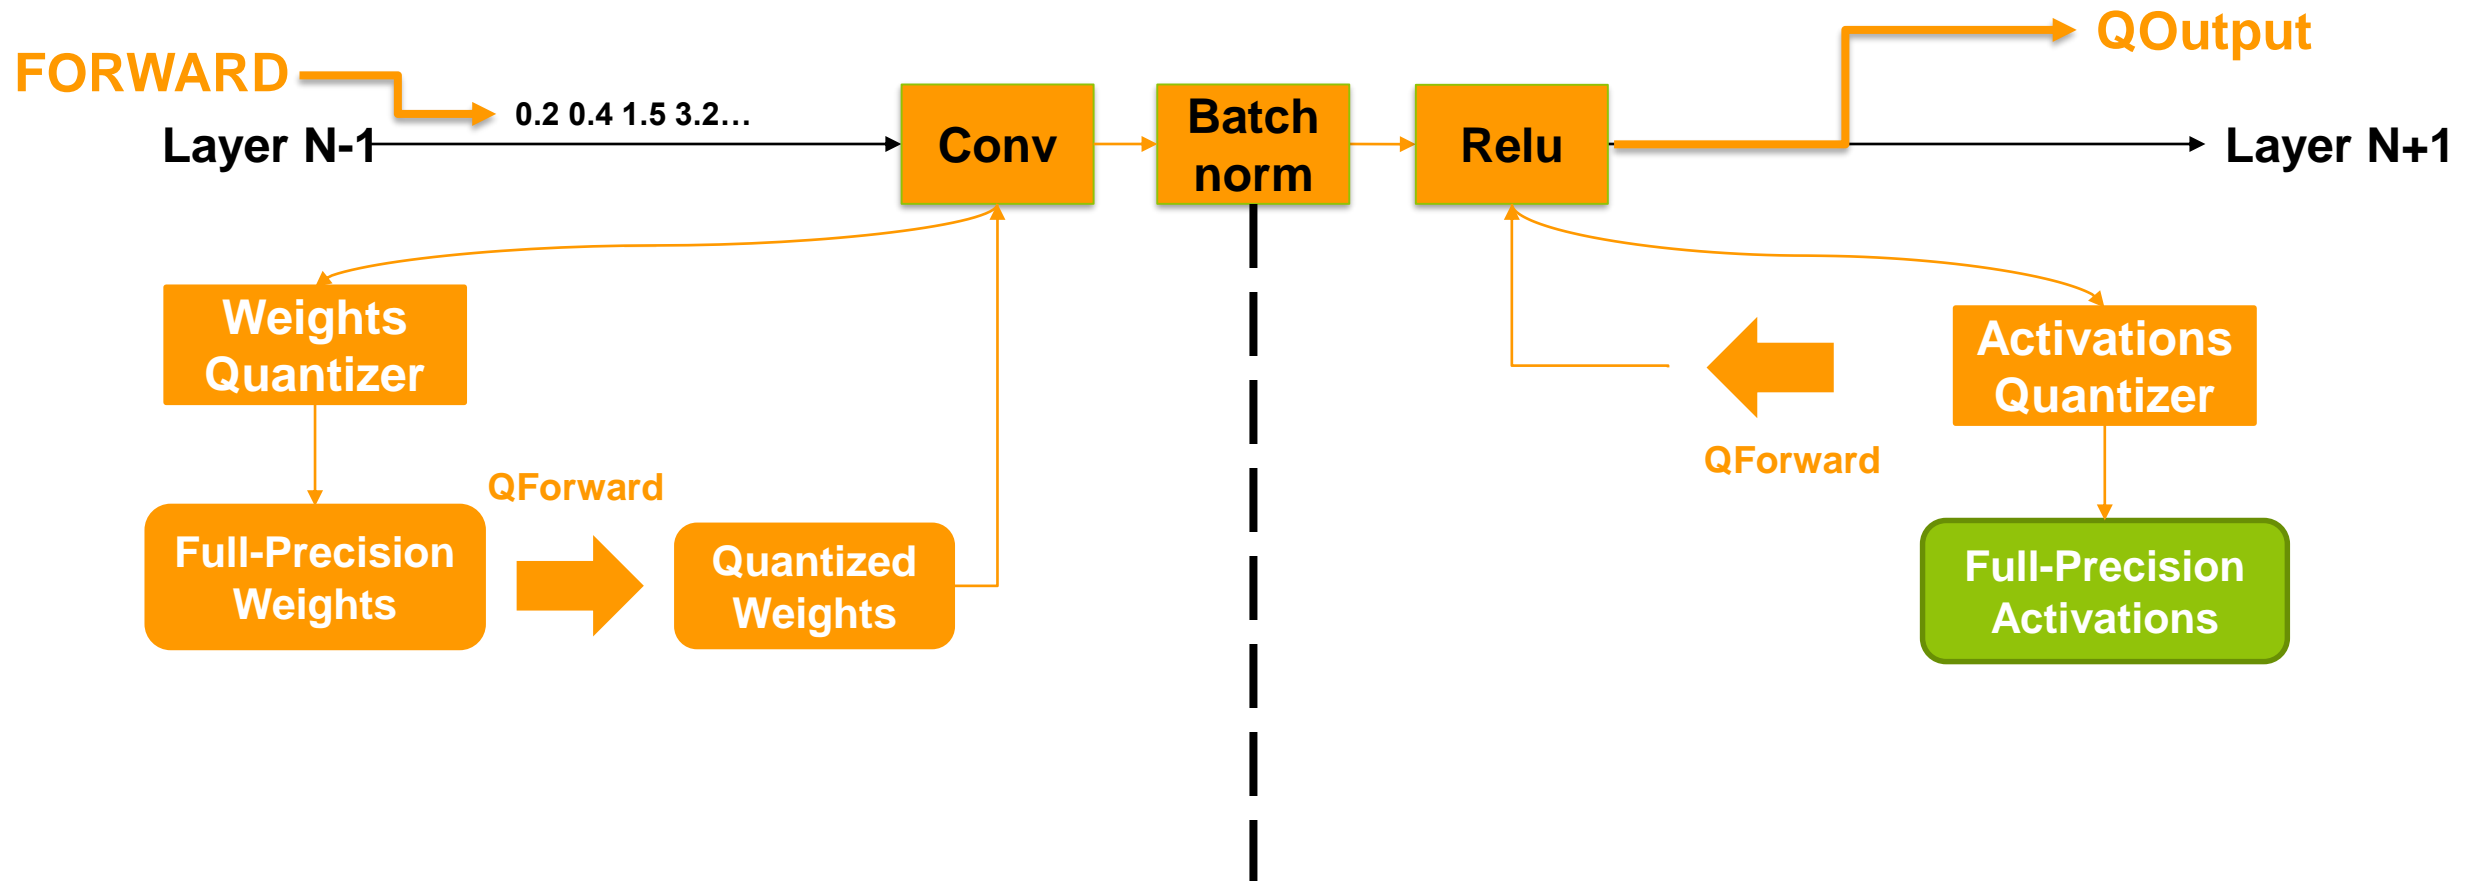 QOutput
FORWARD
0.2 0.4 1.5 3.2…
Layer N-1
Conv
Batch
norm
Relu
Layer N+1
Weights
Quantizer
Activations
Quantizer
QForward
QForward
Full-Precision
Weights
Quantized
Weights
Full-Precision
Activations